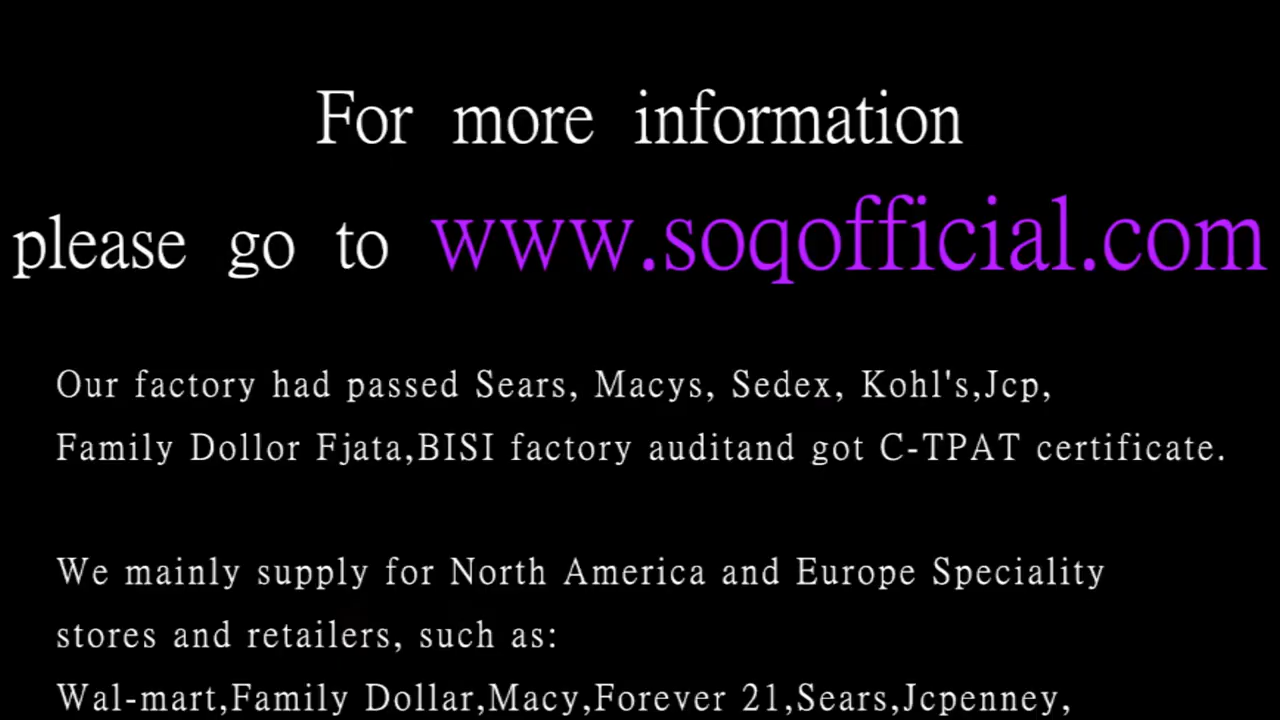 For more information
please go to www.soqofficial.com
Our factory had passed Sears, Macys, Sedex, Kohl's,Jcp,
Family Dollor Fjata,BISI factory auditand got C-TPAT certificate.
We mainly supply for North America and Europe Speciality
stores and retailers, such as:
Wal-mart,Family Dollar,Macy,Forever 21,Sears,Jcpenney,